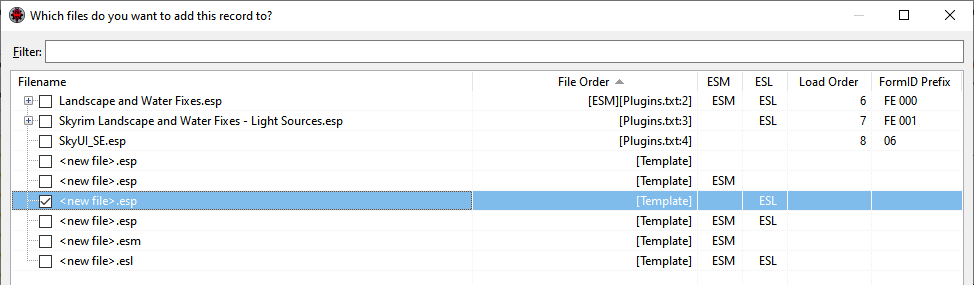 Which files do you want to add this record to?
Filter:
Filename File Order ESM ESL Load Order FormID Prefix
Landscape and Water Fixes.esp [ESM][Plugins.txt:2] ESM ESL 6 FE 000
Skyrim Landscape and Water Fixes - Light Sources.esp [Plugins.txt:3] ESL 7 FE 001
SkyUI_SE.esp [Plugins.txt:4] 8 06
<new file>.esp [Template]
<new file>.esp [Template] ESM
<new file>.esp [Template] ESL
<new file>.esp [Template] ESM ESL
<new file>.esm [Template] ESM
<new file>.esl [Template] ESM ESL